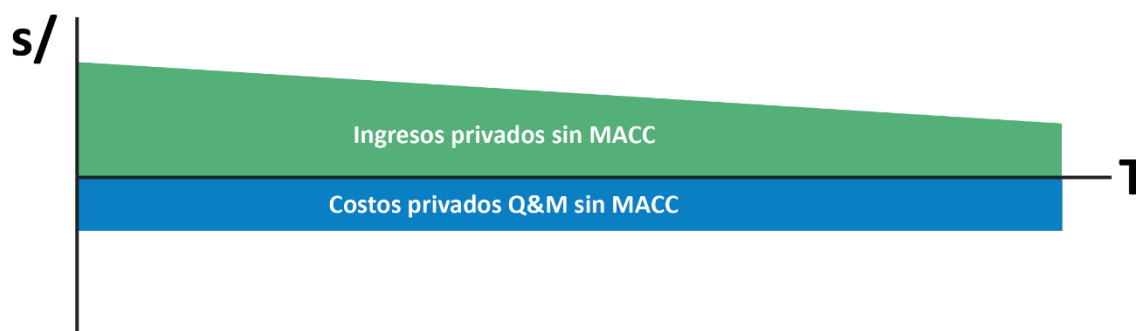 s/
Ingresos privados sin MACC
T
Costos privados Q&M sin MACC